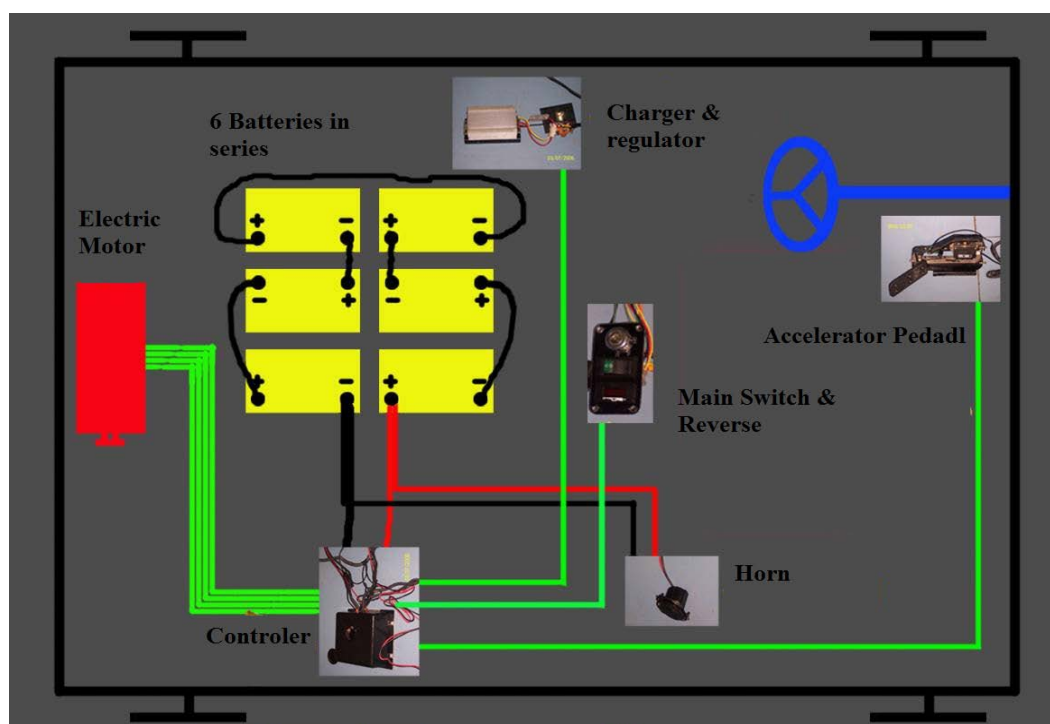 6 Batteries in
series
Charger &
regulator
Electric
Motor
+ - + -
- + - +
+ - + -
Accelerator Pedadl
Main Switch &
Reverse
Horn
Controler